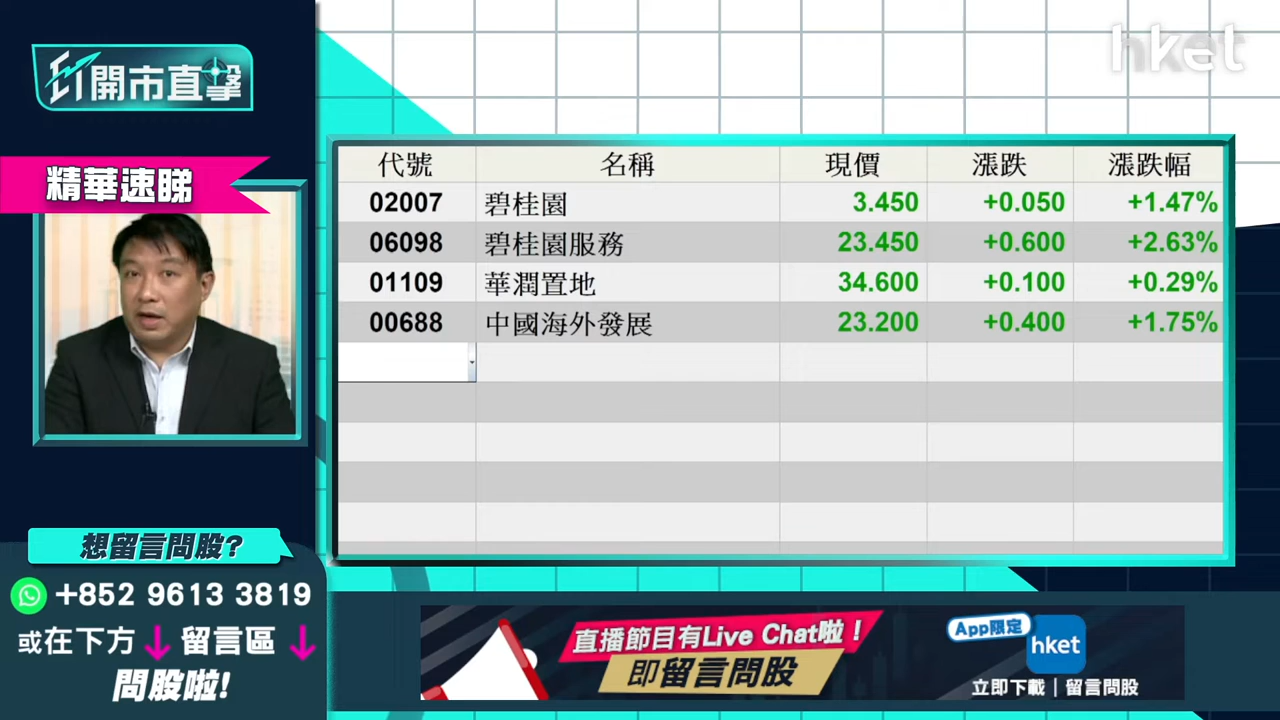 hket
ET開市直擊
精華速睇
代號 名稱 現價 漲跌 漲跌幅
02007 碧桂園 3.450 +0.050 +1.47%
06098 碧桂園服務 23.450 +0.600 +2.63%
01109 華潤置地 34.600 +0.100 +0.29%
00688 中國海外發展 23.200 +0.400 +1.75%
想留言問股?
+852 9613 3819
或在下方 留言區
問股啦!
直播節目有Live Chat啦!
即留言問股
App限定
hket
立即下載|留言問股